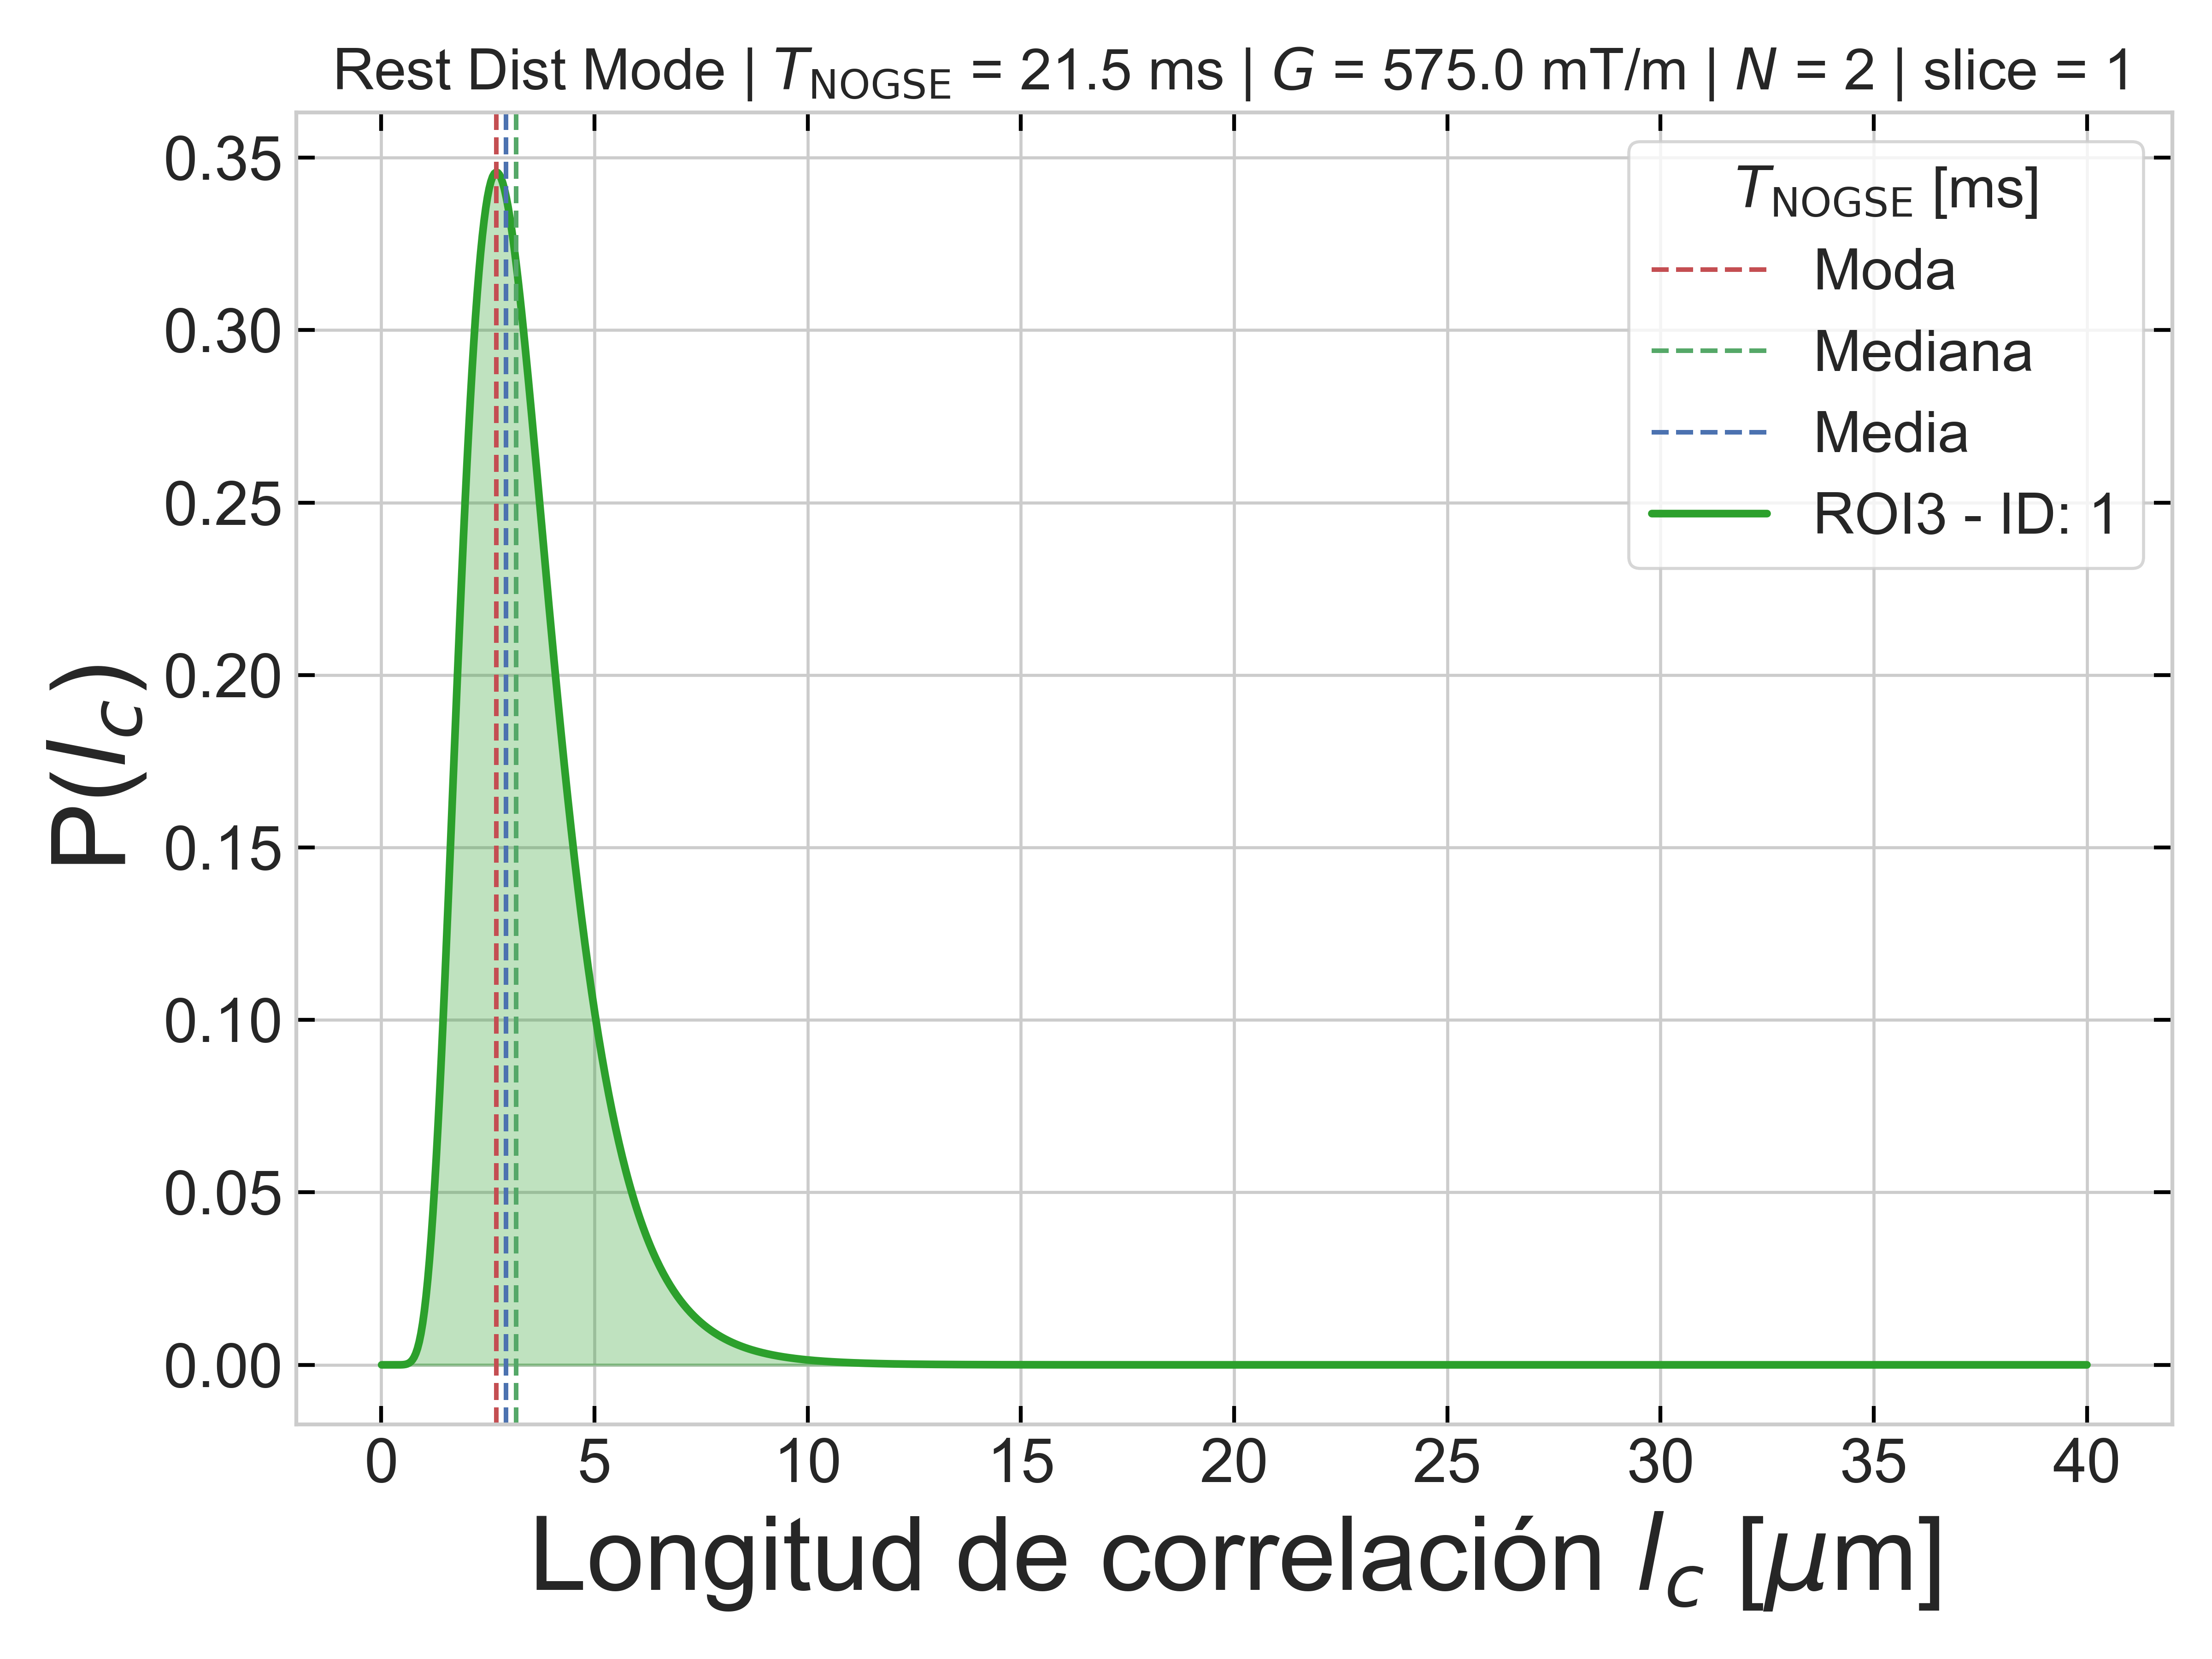 Rest Dist Mode | T_NOGSE = 21.5 ms | G = 575.0 mT/m | N = 2 | slice = 1
T_NOGSE [ms]
Moda
Mediana
Media
ROI3 - ID: 1
P(l_c)
0.35
0.30
0.25
0.20
0.15
0.10
0.05
0.00
0 5 10 15 20 25 30 35 40
Longitud de correlación l_c [μm]